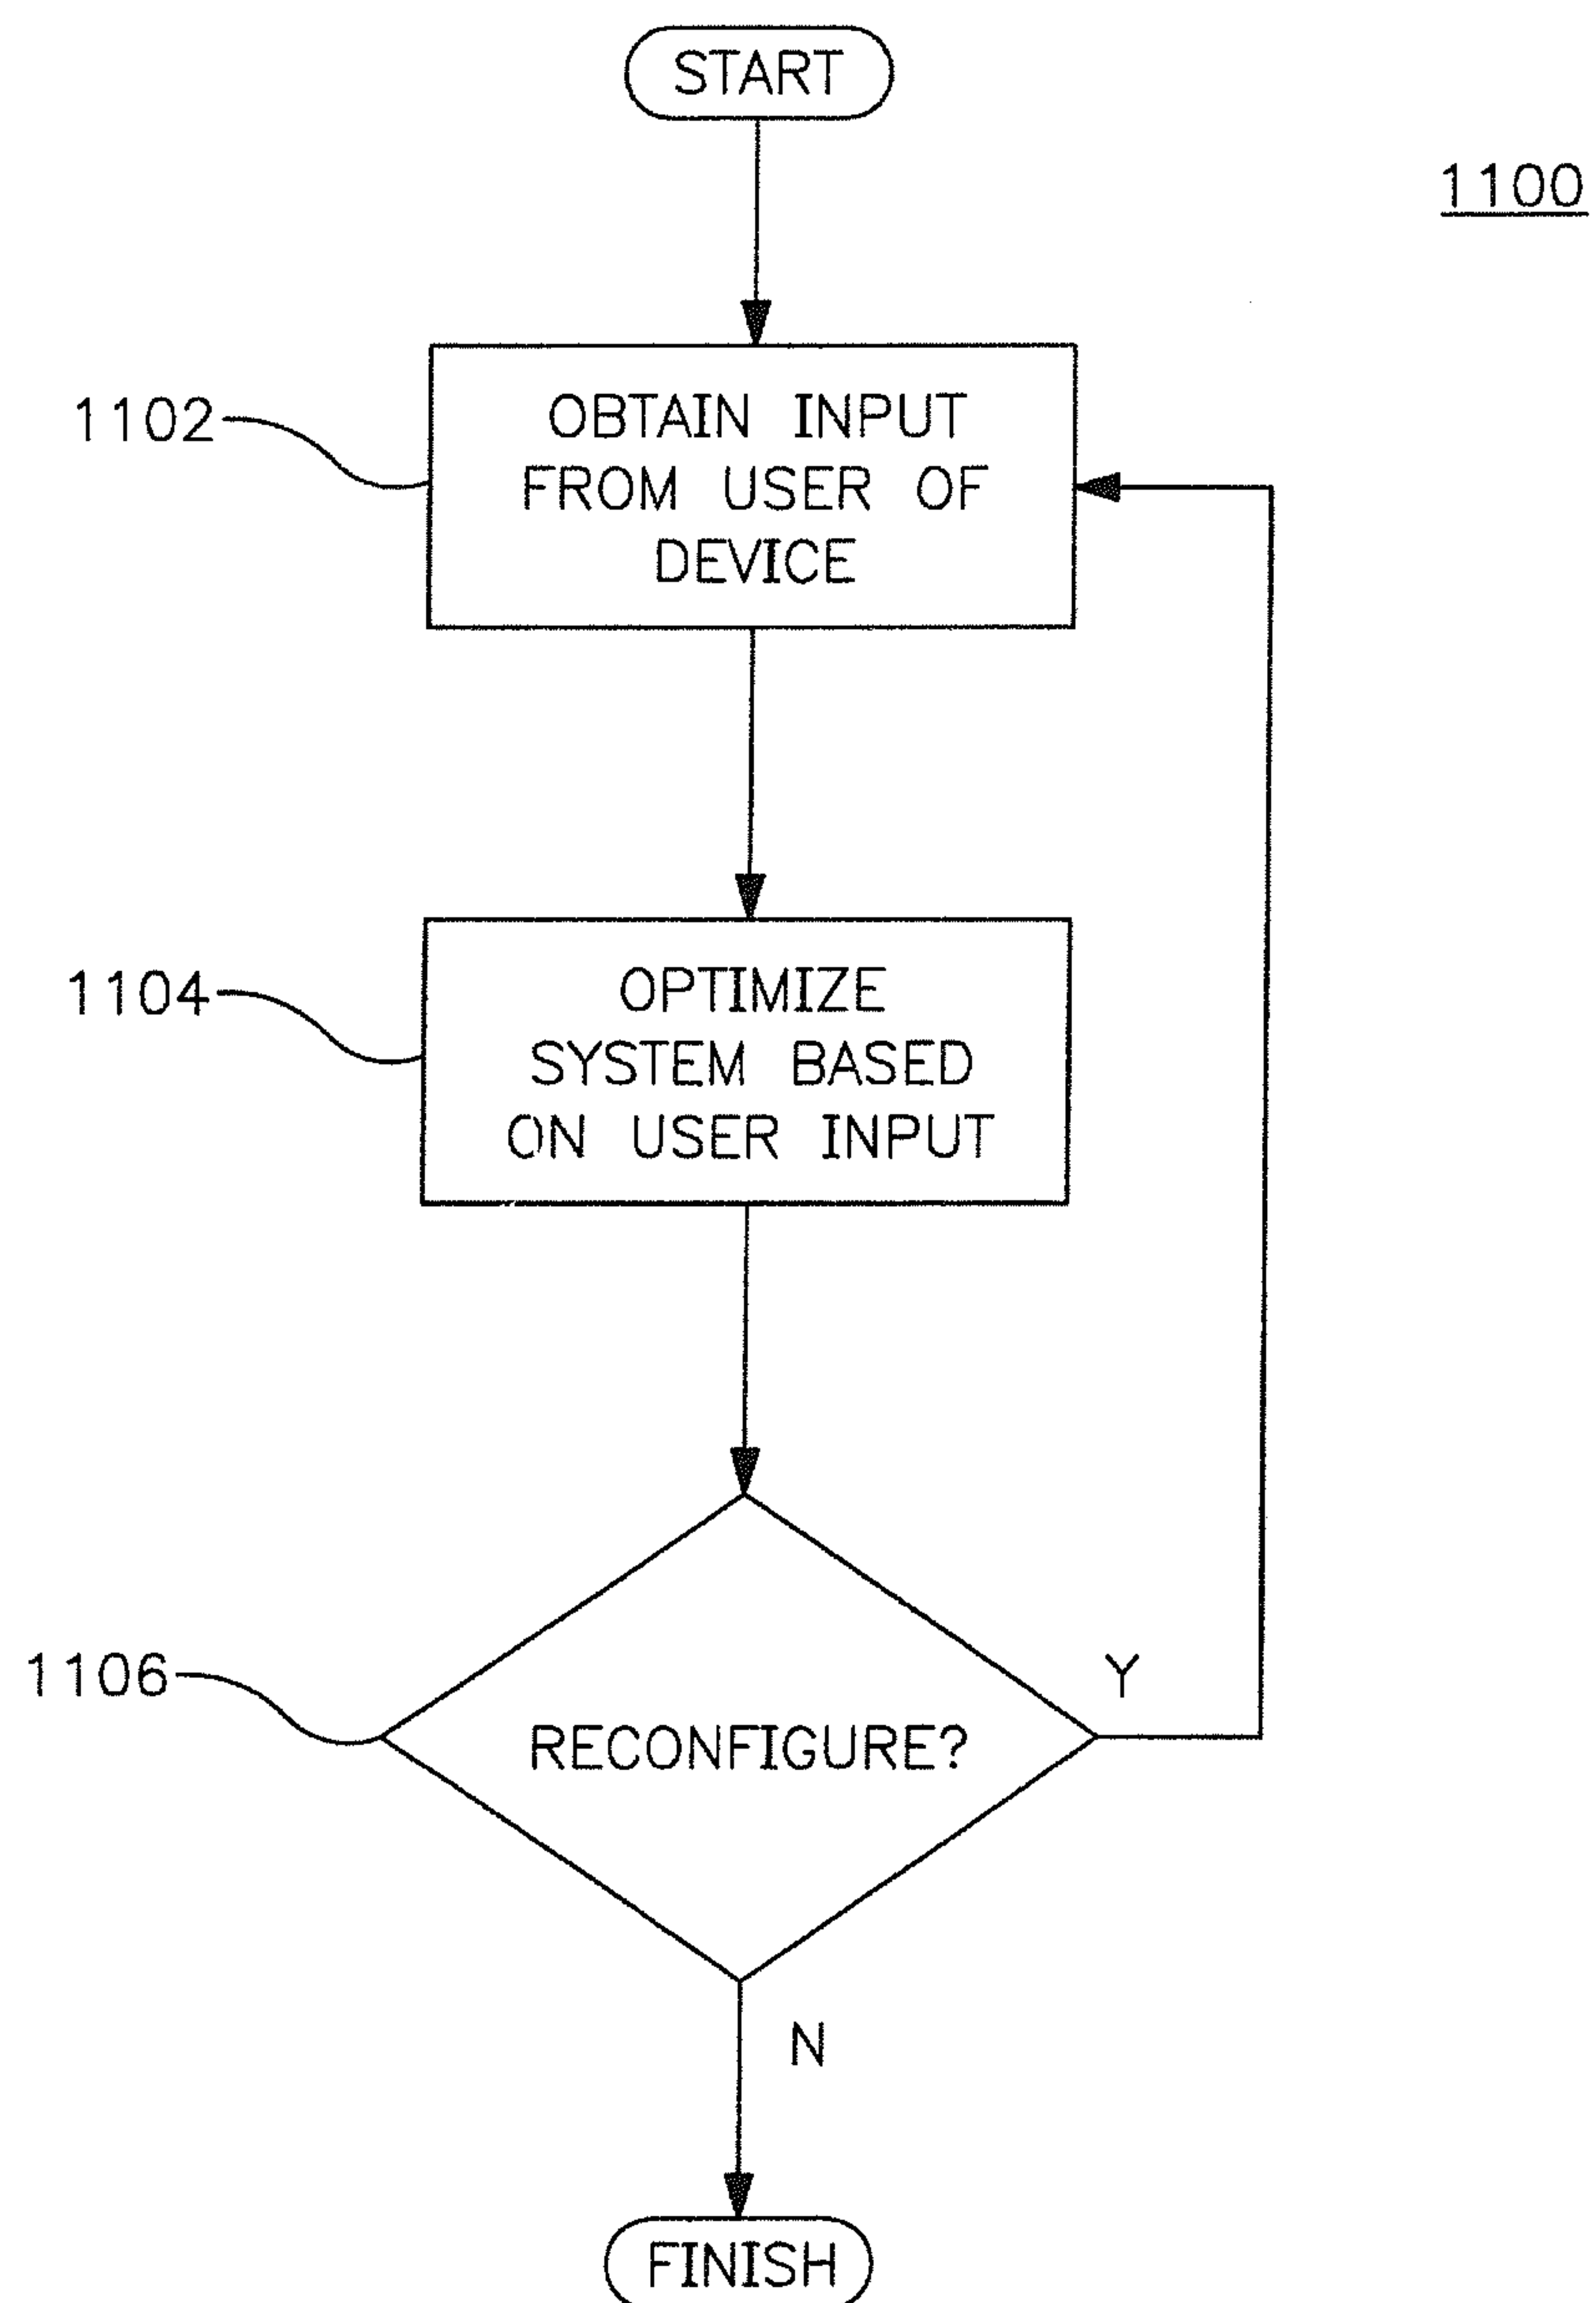 START
1100
1102
OBTAIN INPUT
FROM USER OF
DEVICE
1104
OPTIMIZE
SYSTEM BASED
ON USER INPUT
1106
RECONFIGURE?
Y
N
FINISH